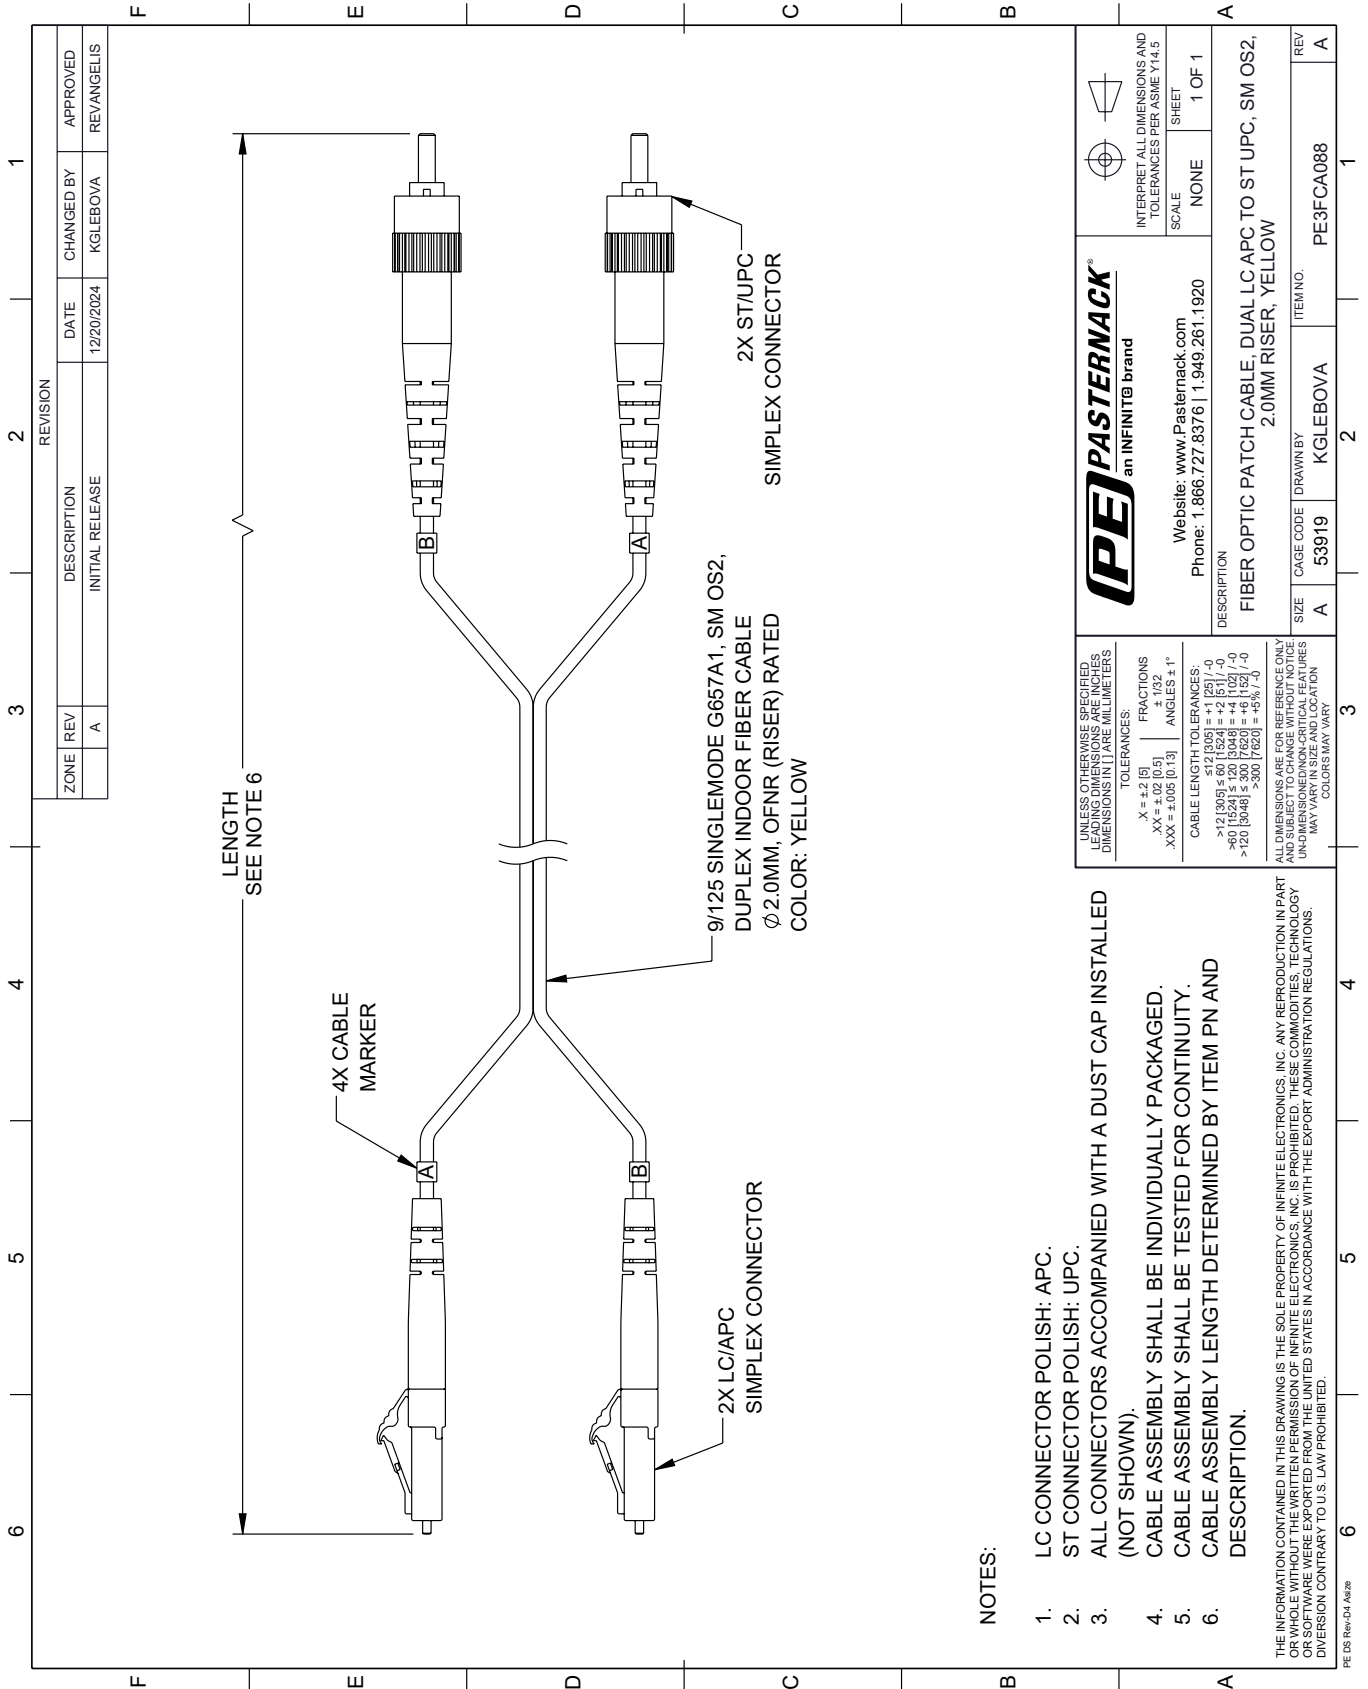 REVISION
ZONE REV DESCRIPTION DATE CHANGED BY APPROVED
A INITIAL RELEASE 12/20/2024 KGLEBOVA REVANGELIS
6 5 4 3 2 1
F
E
D
C
B
A
LENGTH
SEE NOTE 6
4X CABLE
MARKER
A
B
B
A
2X LC/APC
SIMPLEX CONNECTOR
9/125 SINGLEMODE G657A1, SM OS2,
DUPLEX INDOOR FIBER CABLE
∅2.0MM, OFNR (RISER) RATED
COLOR: YELLOW
2X ST/UPC
SIMPLEX CONNECTOR
NOTES:
1. LC CONNECTOR POLISH: APC.
2. ST CONNECTOR POLISH: UPC.
3. ALL CONNECTORS ACCOMPANIED WITH A DUST CAP INSTALLED
(NOT SHOWN).
4. CABLE ASSEMBLY SHALL BE INDIVIDUALLY PACKAGED.
5. CABLE ASSEMBLY SHALL BE TESTED FOR CONTINUITY.
6. CABLE ASSEMBLY LENGTH DETERMINED BY ITEM PN AND
DESCRIPTION.
THE INFORMATION CONTAINED IN THIS DRAWING IS THE SOLE PROPERTY OF INFINITE ELECTRONICS, INC. ANY REPRODUCTION IN PART
OR WHOLE WITHOUT THE WRITTEN PERMISSION OF INFINITE ELECTRONICS, INC. IS PROHIBITED. THESE COMMODITIES, TECHNOLOGY
OR SOFTWARE WERE EXPORTED FROM THE UNITED STATES IN ACCORDANCE WITH THE EXPORT ADMINISTRATION REGULATIONS.
DIVERSION CONTRARY TO U.S. LAW PROHIBITED.
UNLESS OTHERWISE SPECIFIED
LEADING DIMENSIONS ARE INCHES
DIMENSIONS IN [ ] ARE MILLIMETERS
TOLERANCES:
.X = ±.2 [5] FRACTIONS
.XX = ±.02 [0.5] ± 1/32
.XXX = ±.005 [0.13] ANGLES ± 1°
CABLE LENGTH TOLERANCES:
≤12 [305] = +1 [25] / -0
>12 [305] ≤ 60 [1524] = +2 [51] / -0
>60 [1524] ≤ 120 [3048] = +4 [102] / -0
>120 [3048] ≤ 300 [7620] = +6 [152] / -0
>300 [7620] = +5% / -0
ALL DIMENSIONS ARE FOR REFERENCE ONLY
AND SUBJECT TO CHANGE WITHOUT NOTICE.
UN-DIMENSIONED/NON-CRITICAL FEATURES
MAY VARY IN SIZE AND LOCATION
COLORS MAY VARY
PE PASTERNACK®
an INFINITE brand
Website: www.Pasternack.com
Phone: 1.866.727.8376 | 1.949.261.1920
INTERPRET ALL DIMENSIONS AND
TOLERANCES PER ASME Y14.5
SCALE SHEET
NONE 1 OF 1
DESCRIPTION
FIBER OPTIC PATCH CABLE, DUAL LC APC TO ST UPC, SM OS2,
2.0MM RISER, YELLOW
SIZE CAGE CODE DRAWN BY ITEM NO. REV
A 53919 KGLEBOVA PE3FCA088 A
F
E
D
C
B
A
6 5 4 3 2 1
PE DS Rev-D4 Asize